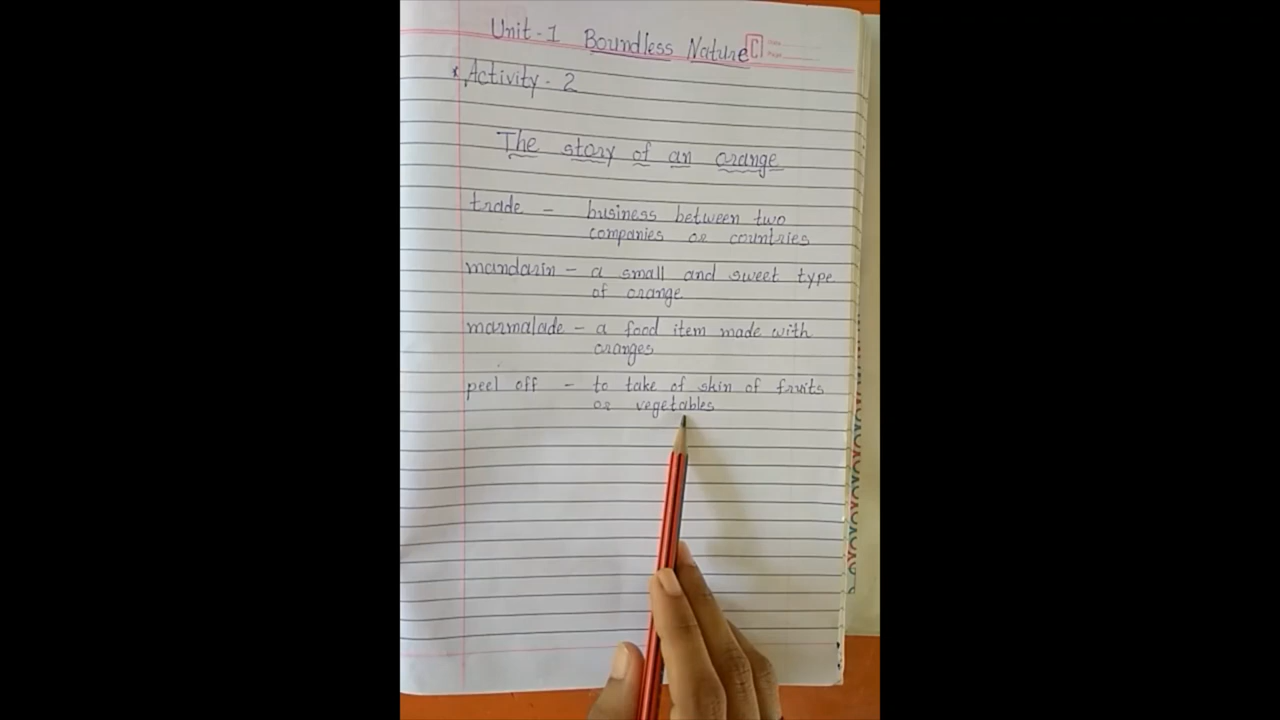 Unit - 1 Boundless Nature
* Activity - 2
The story of an orange
trade - business between two
companies or countries
mandarin - a small and sweet type
of orange
marmalade - a food item made with
oranges
peel off - to take of skin of fruits
or vegetables